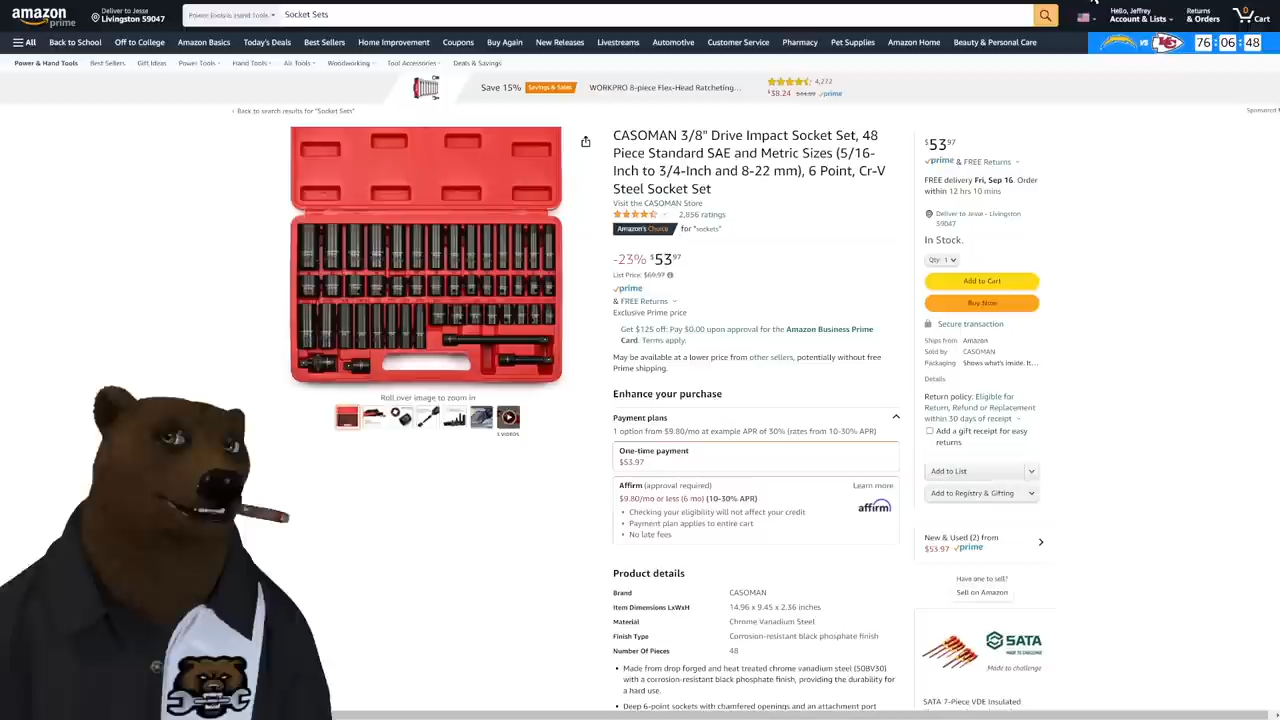 amazon
prime
Deliver to Jesse
Livingston 59047
Power & Hand Tools
Socket Sets
Hello, Jeffrey
Account & Lists
Returns
& Orders
0
Cart
All
Back to School
Off to College
Amazon Basics
Today's Deals
Best Sellers
Home Improvement
Coupons
Buy Again
New Releases
Livestreams
Automotive
Customer Service
Pharmacy
Pet Supplies
Amazon Home
Beauty & Personal Care
VS
76:06:48
Power & Hand Tools
Best Sellers
Gift Ideas
Power Tools
Hand Tools
Air Tools
Woodworking
Tool Accessories
Deals & Savings
Save 15% Savings & Sales
WORKPRO 8-piece Flex-Head Ratcheting...
4,272
$8.24
prime
‹ Back to search results for "Socket Sets"
Sponsored
CASOMAN 3/8" Drive Impact Socket Set, 48
Piece Standard SAE and Metric Sizes (5/16-
Inch to 3/4-Inch and 8-22 mm), 6 Point, Cr-V
Steel Socket Set
Visit the CASOMAN Store
2,856 ratings
Amazon's Choice for "sockets"
-23% $53⁹⁷
List Price: $69.97
prime
& FREE Returns
Exclusive Prime price
Get $125 off: Pay $0.00 upon approval for the Amazon Business Prime
Card. Terms apply.
May be available at a lower price from other sellers, potentially without free
Prime shipping.
Enhance your purchase
Payment plans
1 option from $9.80/mo at example APR of 30% (rates from 10-30% APR)
One-time payment
$53.97
Affirm (approval required)
Learn more
$9.80/mo or less (6 mo) (10-30% APR)
affirm
• Checking your eligibility will not affect your credit
• Payment plan applies to entire cart
• No late fees
Product details
Brand CASOMAN
Item Dimensions LxWxH 14.96 x 9.45 x 2.36 inches
Material Chrome Vanadium Steel
Finish Type Corrosion-resistant black phosphate finish
Number Of Pieces 48
• Made from drop forged and heat treated chrome vanadium steel (50BV30)
with a corrosion-resistant black phosphate finish, providing the durability for
a hard use.
• Deep 6-point sockets with chamfered openings and an attachment port
Roll over image to zoom in
5 VIDEOS
$53⁹⁷
prime & FREE Returns
FREE delivery Fri, Sep 16. Order
within 12 hrs 10 mins
Deliver to Jesse - Livingston
59047
In Stock.
Qty: 1
Add to Cart
Buy Now
Secure transaction
Ships from Amazon
Sold by CASOMAN
Packaging Shows what's inside. It...
Details
Return policy: Eligible for
Return, Refund or Replacement
within 30 days of receipt
Add a gift receipt for easy
returns
Add to List
Add to Registry & Gifting
New & Used (2) from
$53.97 prime
Have one to sell?
Sell on Amazon
SATA
MADE TO CHALLENGE
Made to challenge
SATA 7-Piece VDE Insulated